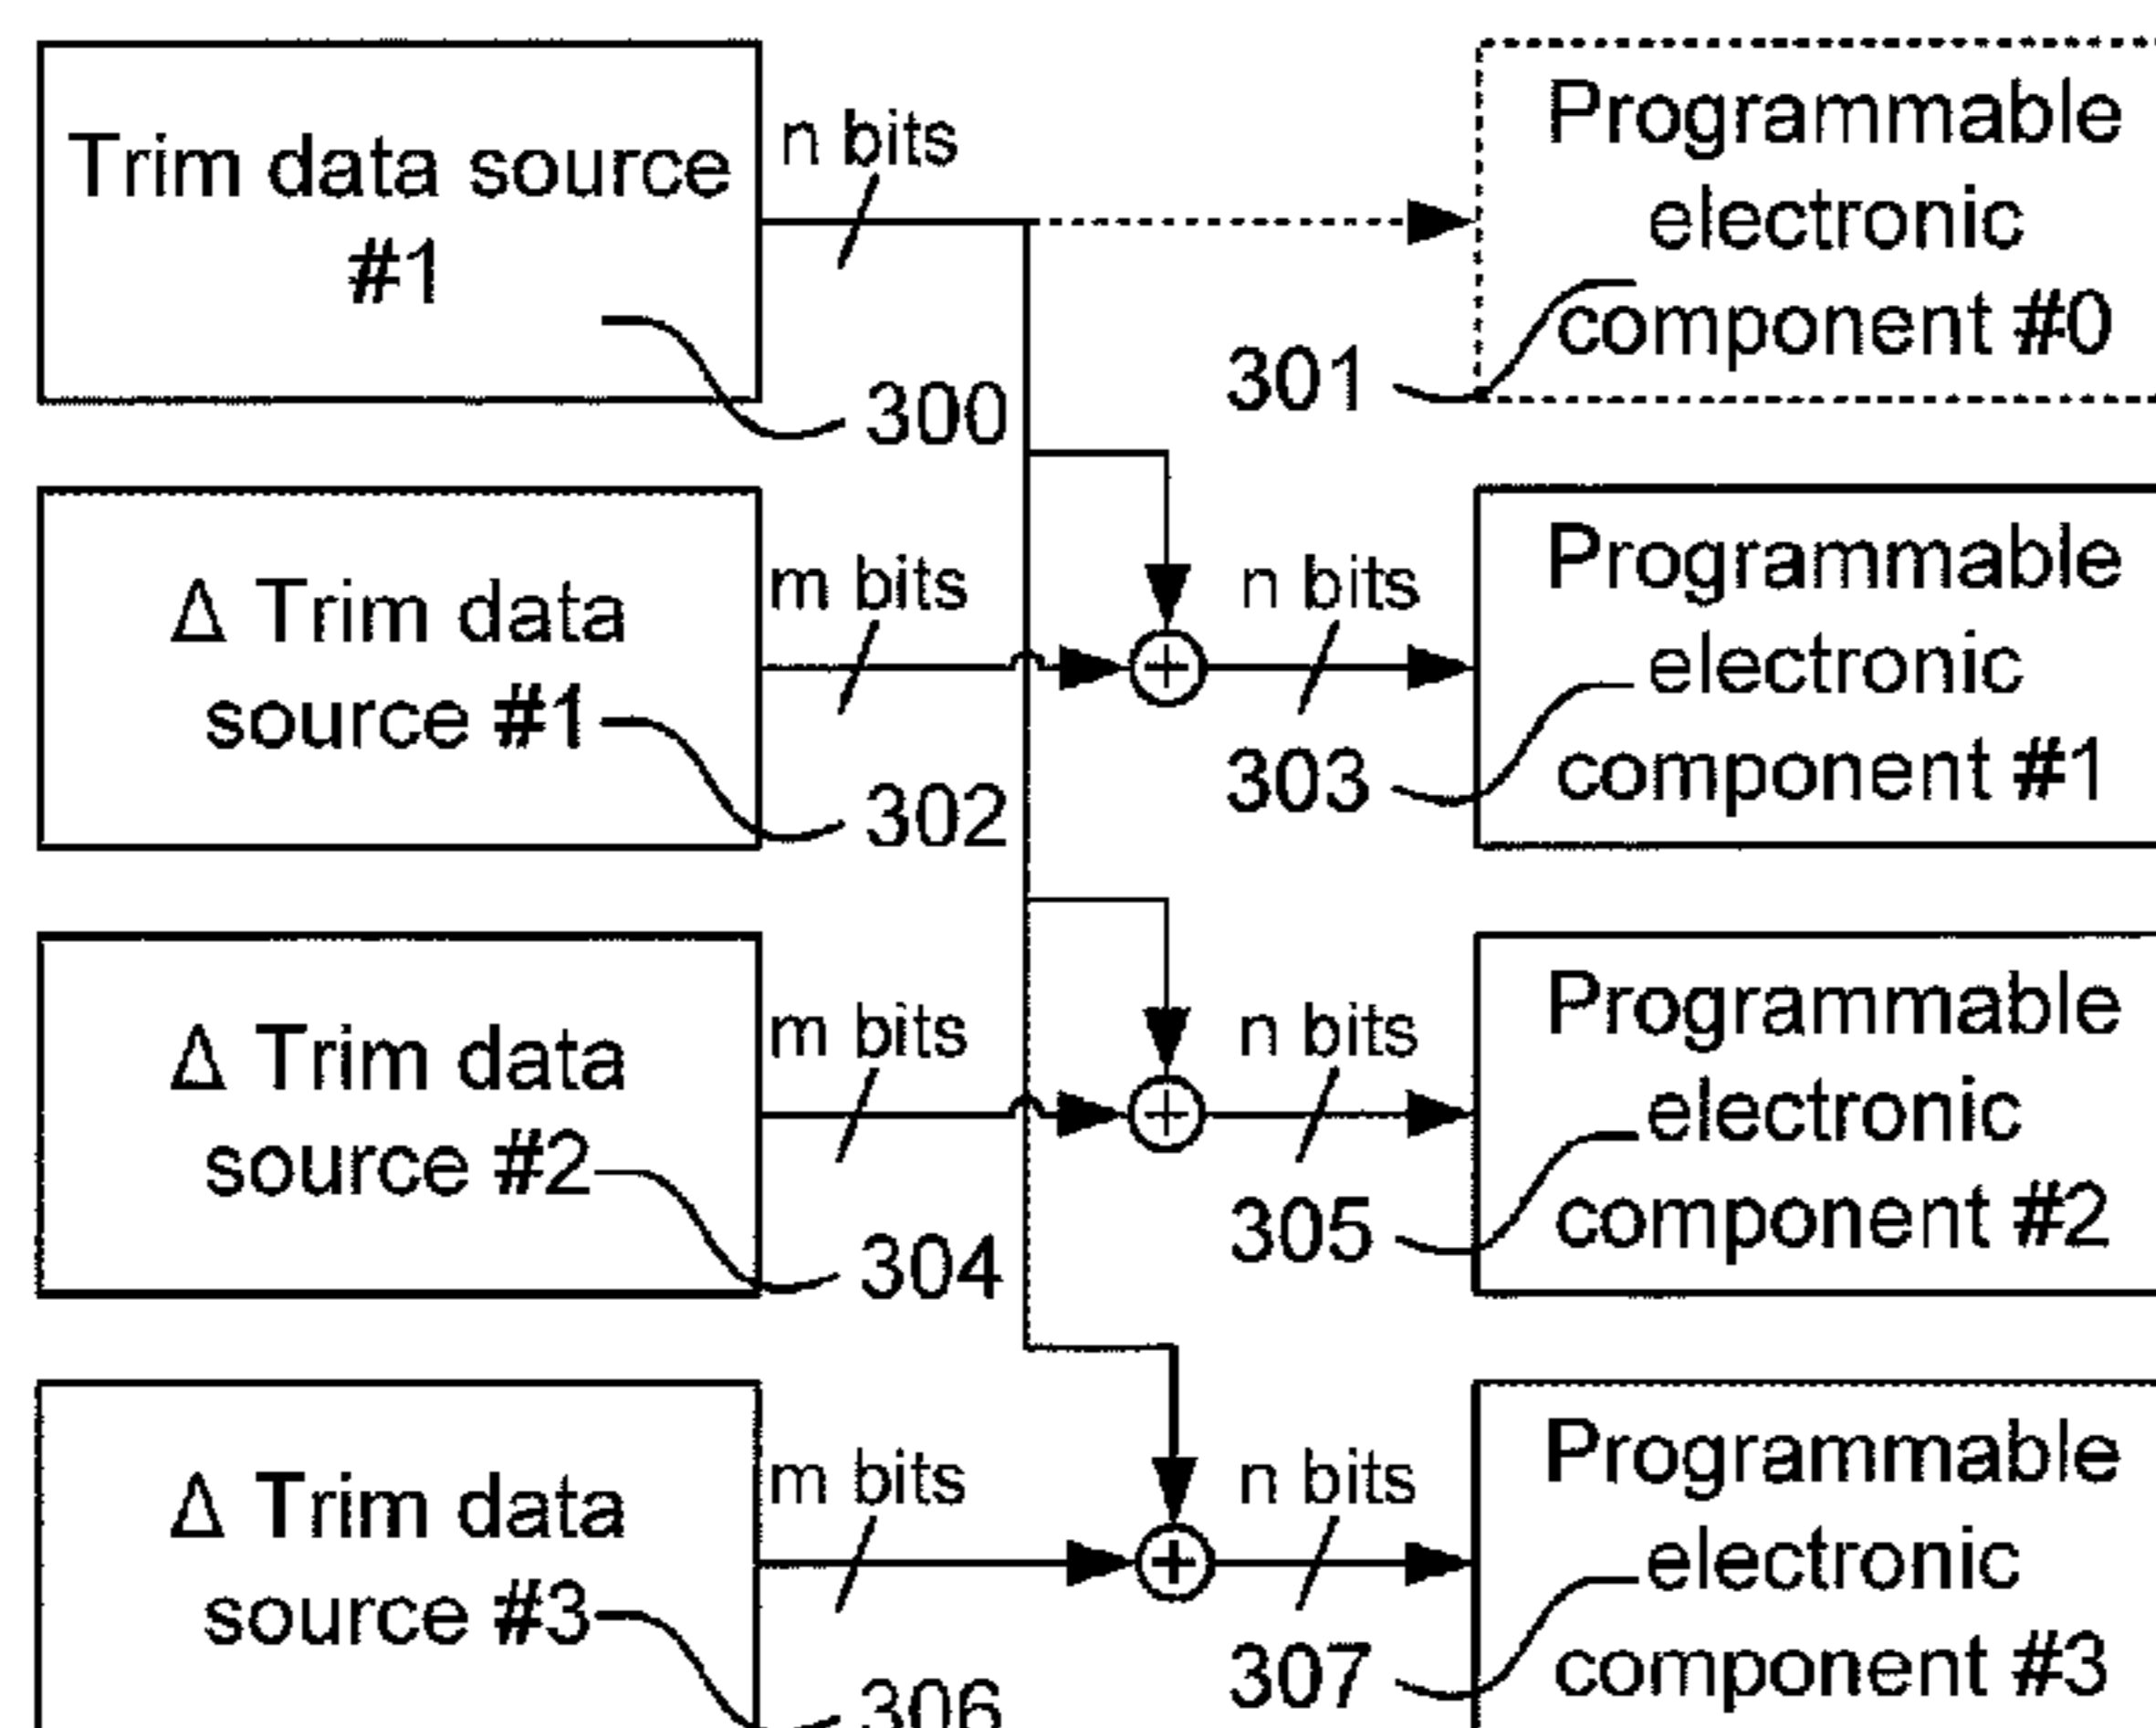 Trim data source
#1
n bits
Programmable
electronic
component #0
300
301
Δ Trim data
source #1
m bits
n bits
Programmable
electronic
component #1
302
303
Δ Trim data
source #2
m bits
n bits
Programmable
electronic
component #2
304
305
Δ Trim data
source #3
m bits
n bits
Programmable
electronic
component #3
306
307